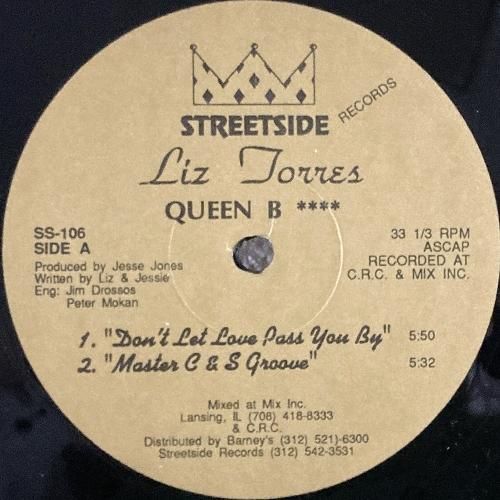 STREETSIDE
RECORDS
Liz Torres
QUEEN B ****
SS-106
SIDE A
Produced by Jesse Jones
Written by Liz & Jessie
Eng: Jim Drossos
Peter Mokan
33 1/3 RPM
ASCAP
RECORDED AT
C.R.C. & MIX INC.
1. "Don't Let Love Pass You By" 5:50
2. "Master C & S Groove" 5:32
Mixed at Mix Inc.
Lansing, IL (708) 418-8333
& C.R.C.
Distributed by Barney's (312) 521)-6300
Streetside Records (312) 542-3531